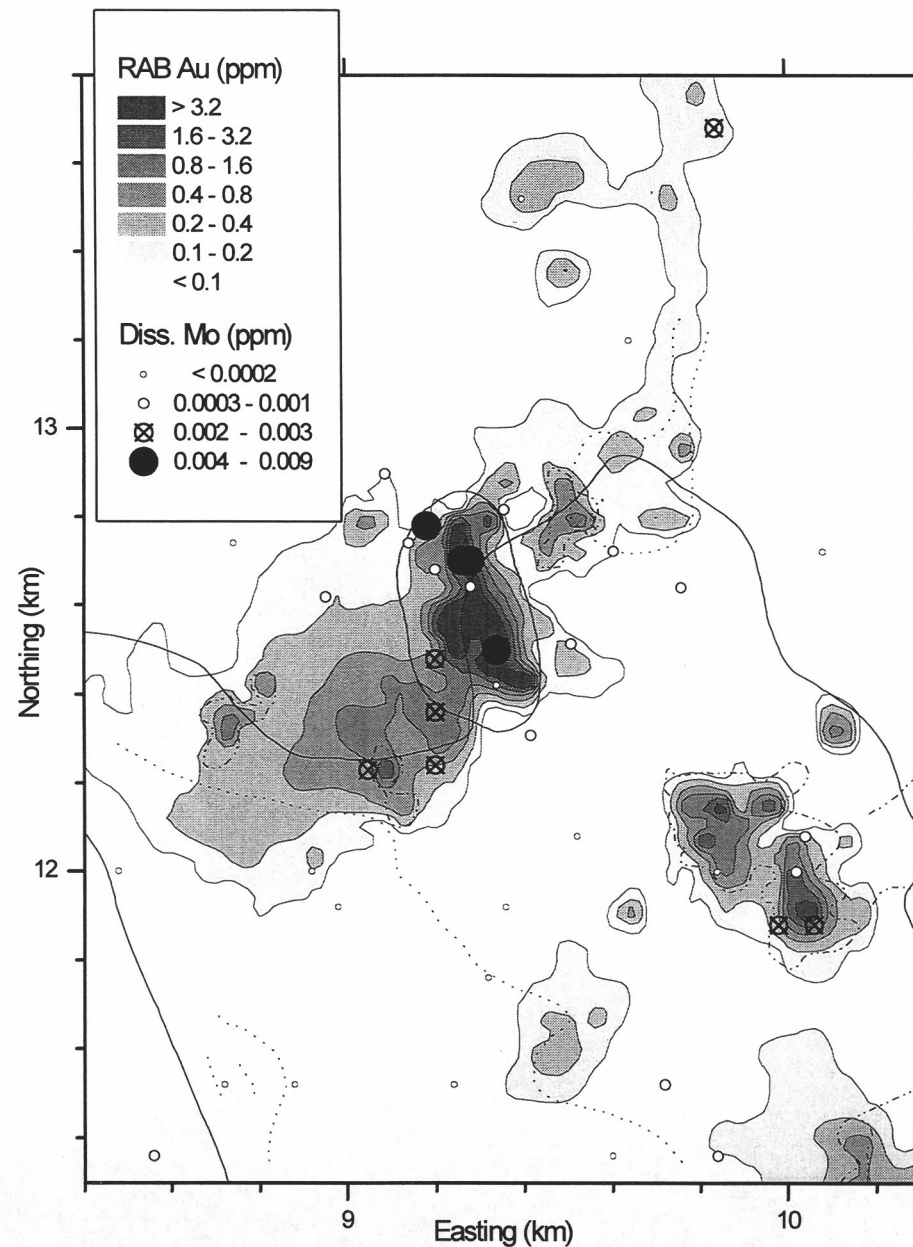 RAB Au (ppm)
> 3.2
1.6 - 3.2
0.8 - 1.6
0.4 - 0.8
0.2 - 0.4
0.1 - 0.2
< 0.1
Diss. Mo (ppm)
< 0.0002
0.0003 - 0.001
0.002 - 0.003
0.004 - 0.009
13
Northing (km)
12
9
10
Easting (km)